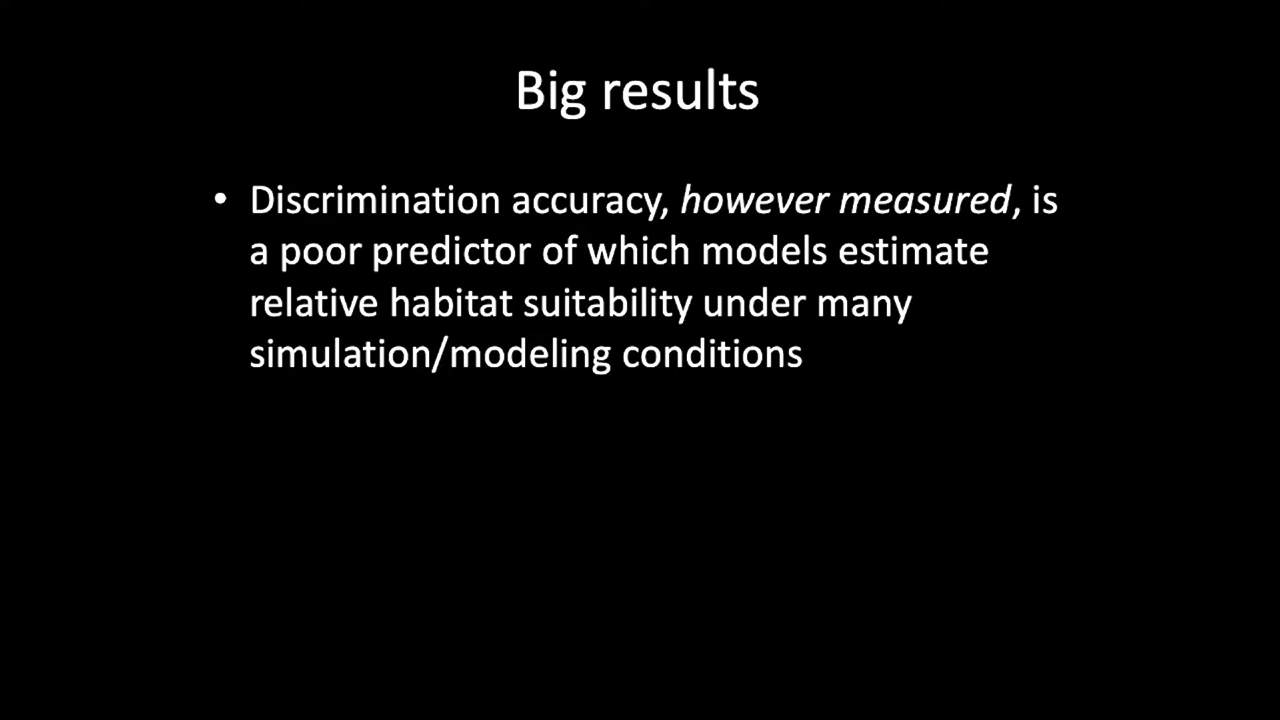 Big results
• Discrimination accuracy, however measured, is
a poor predictor of which models estimate
relative habitat suitability under many
simulation/modeling conditions